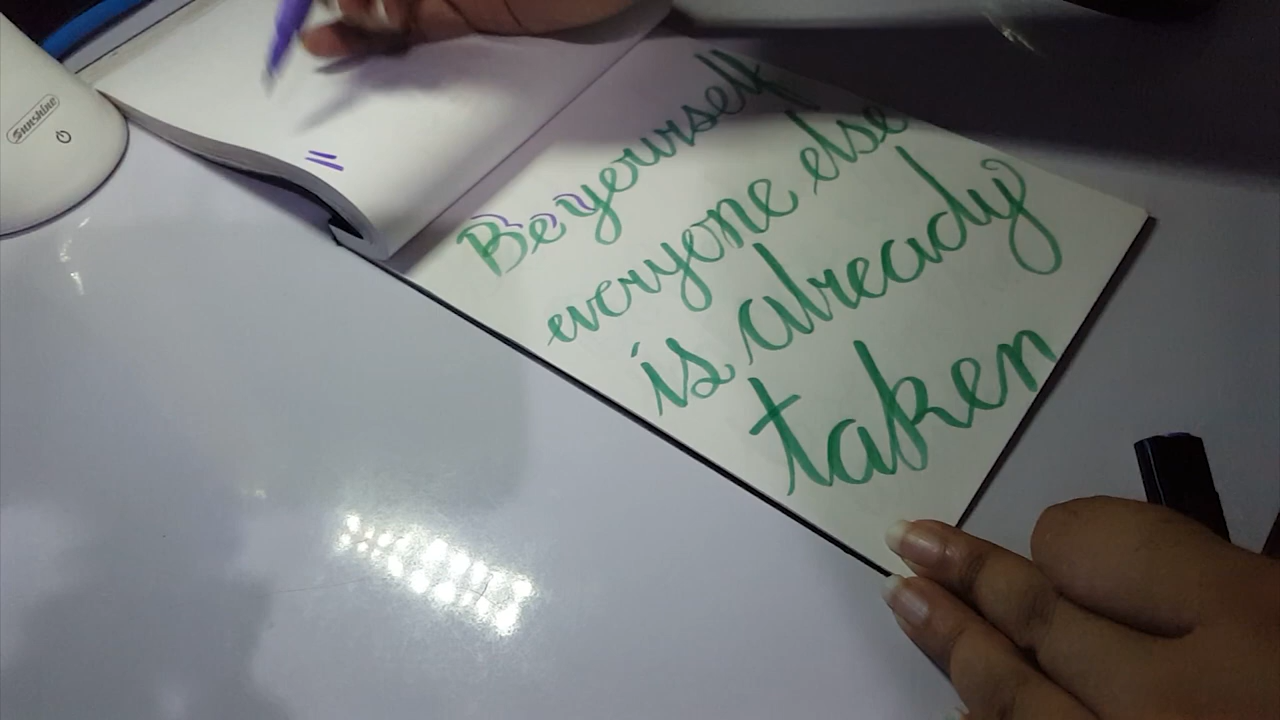 Sunshine
Be yourself
everyone else
is already
taken